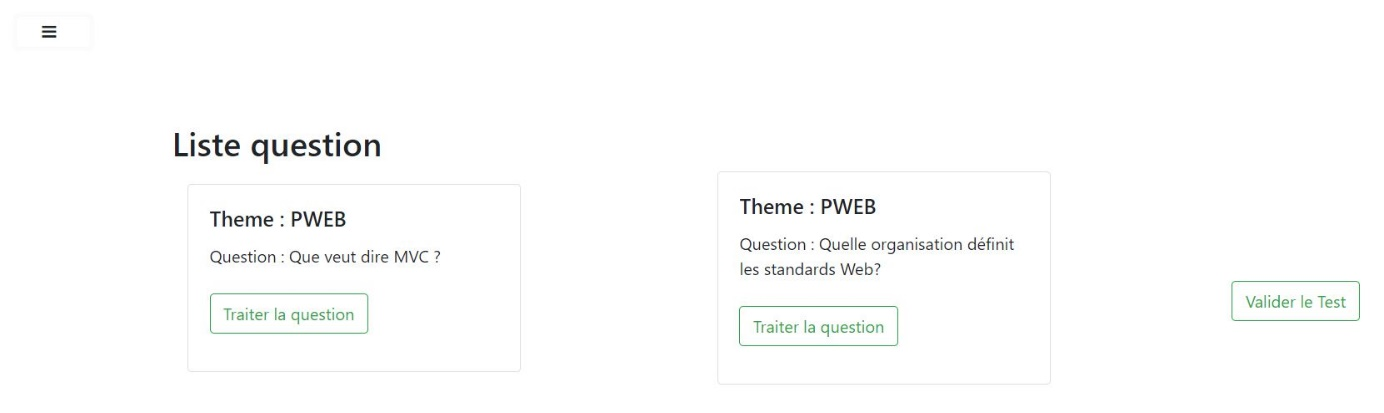 Liste question
Theme : PWEB
Question : Que veut dire MVC ?
Traiter la question
Theme : PWEB
Question : Quelle organisation définit
les standards Web?
Traiter la question
Valider le Test